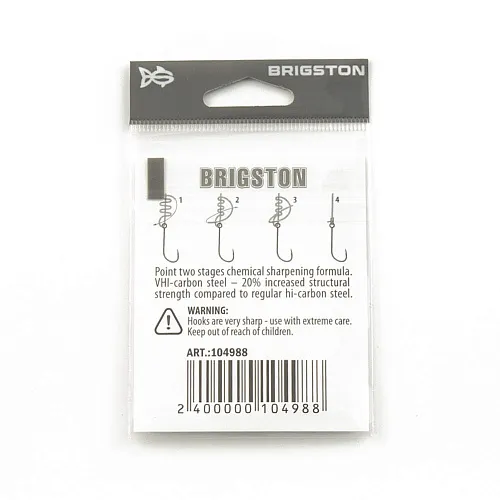 BRIGSTON
BRIGSTON
1 2 3 4
Point two stages chemical sharpening formula.
VHI-carbon steel – 20% increased structural
strength compared to regular hi-carbon steel.
WARNING:
Hooks are very sharp - use with extreme care.
Keep out of reach of children.
ART.:104988
2 400000 104988